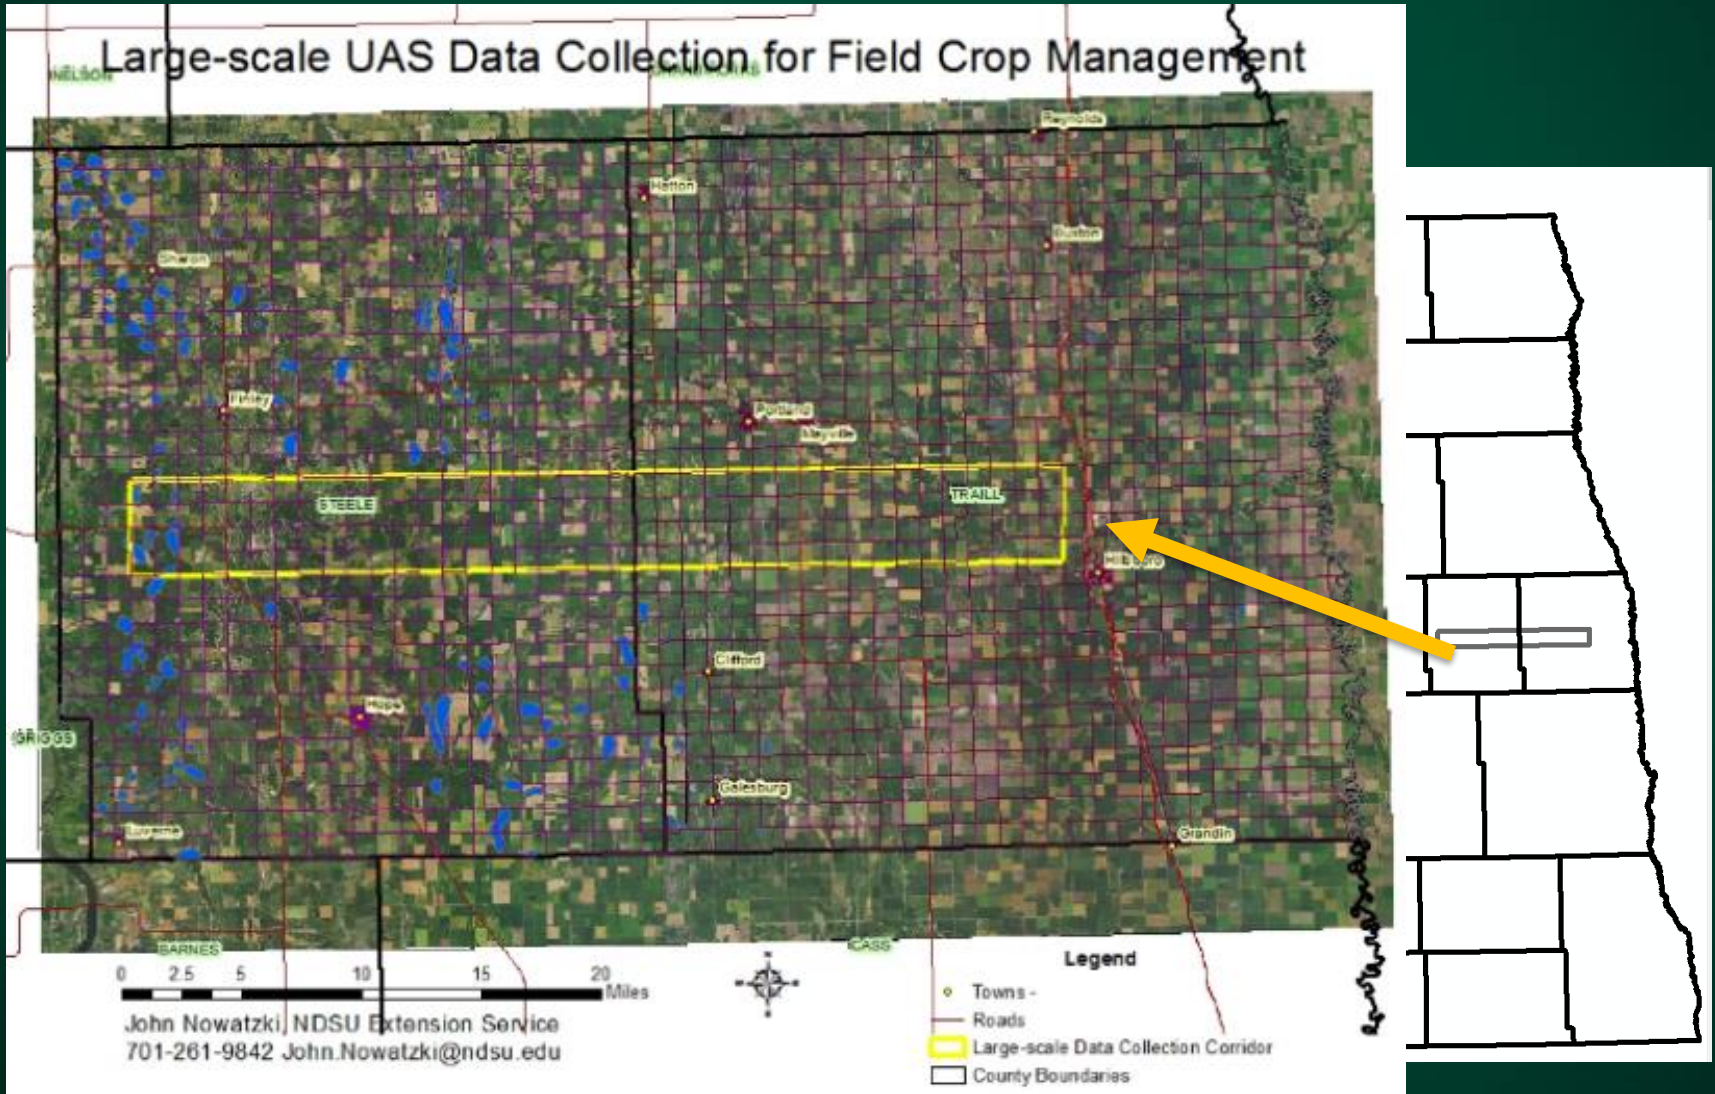 Large-scale UAS Data Collection for Field Crop Management
NELSON
Reynolds
Hatton
Buxton
Sharon
Finley
Portland
Mayville
STEELE
TRAILL
Hillsboro
Clifford
Hope
GRIGGS
Galesburg
Luverne
Grandin
BARNES
CASS
0 2.5 5 10 15 20
Miles
John Nowatzki, NDSU Extension Service
701-261-9842 John.Nowatzki@ndsu.edu
Legend
Towns -
Roads
Large-scale Data Collection Corridor
County Boundaries